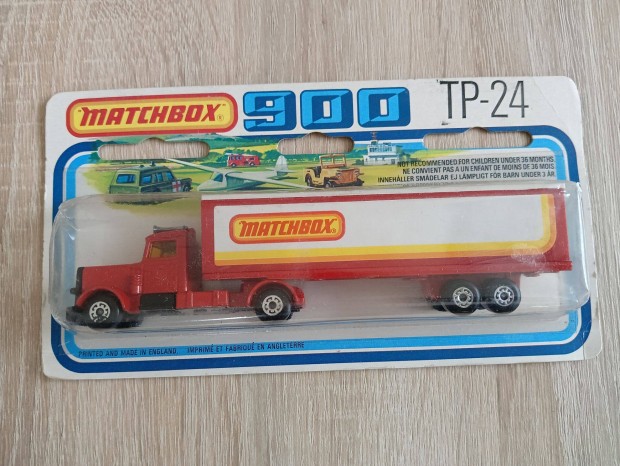 MATCHBOX® 900 TP-24
NOT RECOMMENDED FOR CHILDREN UNDER 36 MONTHS
NE CONVIENT PAS A UN ENFANT DE MOINS DE 36 MOIS
INNEHÅLLER SMÅDELAR EJ LÄMPLIGT FÖR BARN UNDER 3 ÅR
MATCHBOX
PRINTED AND MADE IN ENGLAND IMPRIMÉ ET FABRIQUÉ EN ANGLETERRE